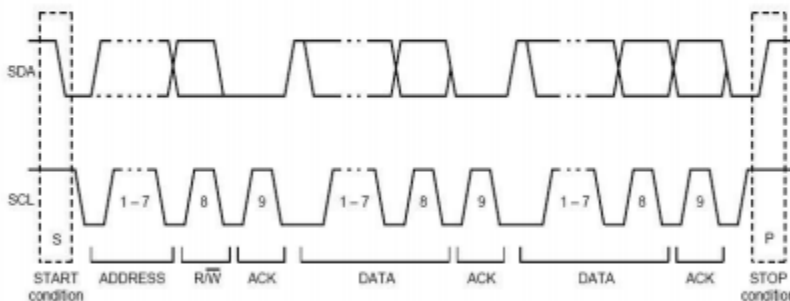 SDA
SCL
1 – 7
8
9
1 – 7
8
9
1 – 7
8
9
S
P
START
condition
ADDRESS
R/W̅
ACK
DATA
ACK
DATA
ACK
STOP
condition